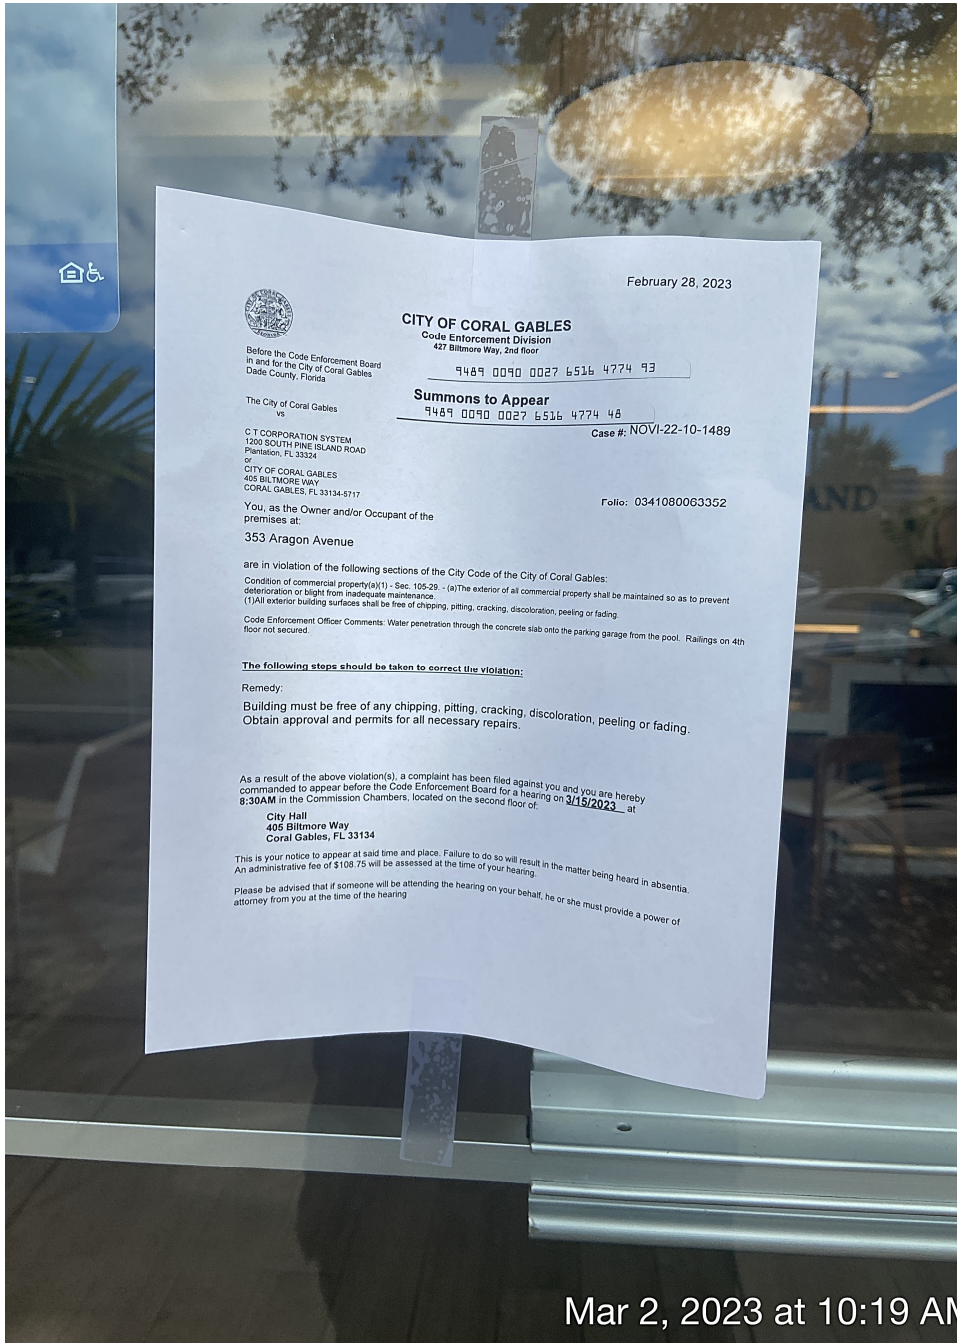 February 28, 2023
CITY OF CORAL GABLES
Code Enforcement Division
427 Biltmore Way, 2nd floor
Before the Code Enforcement Board
in and for the City of Coral Gables
Dade County, Florida
9489 0090 0027 6516 4774 93
Summons to Appear
9489 0090 0027 6516 4774 48
The City of Coral Gables
vs
Case #: NOVI-22-10-1489
C T CORPORATION SYSTEM
1200 SOUTH PINE ISLAND ROAD
Plantation, FL 33324
or
CITY OF CORAL GABLES
405 BILTMORE WAY
CORAL GABLES, FL 33134-5717
Folio: 0341080063352
You, as the Owner and/or Occupant of the
premises at:
353 Aragon Avenue
are in violation of the following sections of the City Code of the City of Coral Gables:
Condition of commercial property(a)(1) - Sec. 105-29. - (a)The exterior of all commercial property shall be maintained so as to prevent
deterioration or blight from inadequate maintenance.
(1)All exterior building surfaces shall be free of chipping, pitting, cracking, discoloration, peeling or fading.
Code Enforcement Officer Comments: Water penetration through the concrete slab onto the parking garage from the pool. Railings on 4th
floor not secured.
The following steps should be taken to correct the violation:
Remedy:
Building must be free of any chipping, pitting, cracking, discoloration, peeling or fading.
Obtain approval and permits for all necessary repairs.
As a result of the above violation(s), a complaint has been filed against you and you are hereby
commanded to appear before the Code Enforcement Board for a hearing on 3/15/2023 at
8:30AM in the Commission Chambers, located on the second floor of:
City Hall
405 Biltmore Way
Coral Gables, FL 33134
This is your notice to appear at said time and place. Failure to do so will result in the matter being heard in absentia.
An administrative fee of $108.75 will be assessed at the time of your hearing.
Please be advised that if someone will be attending the hearing on your behalf, he or she must provide a power of
attorney from you at the time of the hearing
AND
Mar 2, 2023 at 10:19 AM